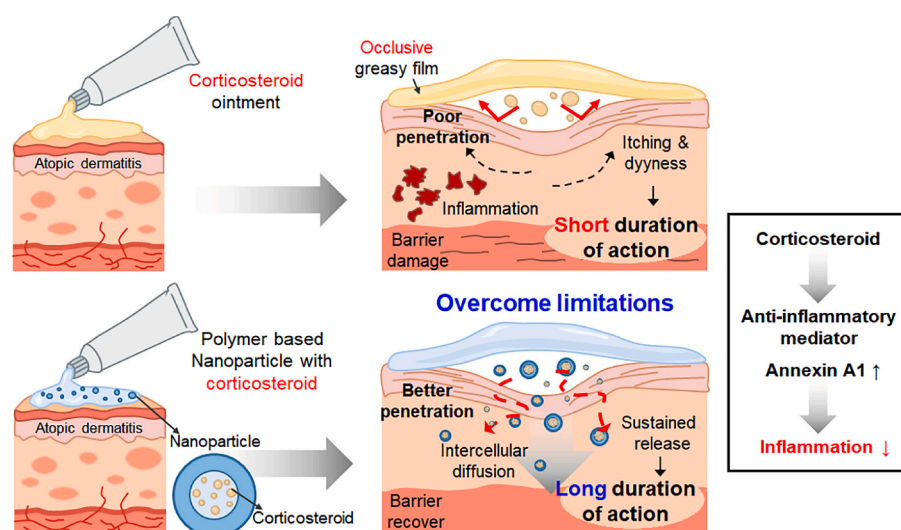 Corticosteroid
ointment
Atopic dermatitis
Occlusive
greasy film
Poor
penetration
Itching &
dyyness
Inflammation
Barrier
damage
Short duration
of action
Overcome limitations
Polymer based
Nanoparticle with
corticosteroid
Atopic dermatitis
Nanoparticle
Corticosteroid
Better
penetration
Intercellular
diffusion
Sustained
release
Barrier
recover
Long duration
of action
Corticosteroid
Anti-inflammatory
mediator
Annexin A1 ↑
Inflammation ↓